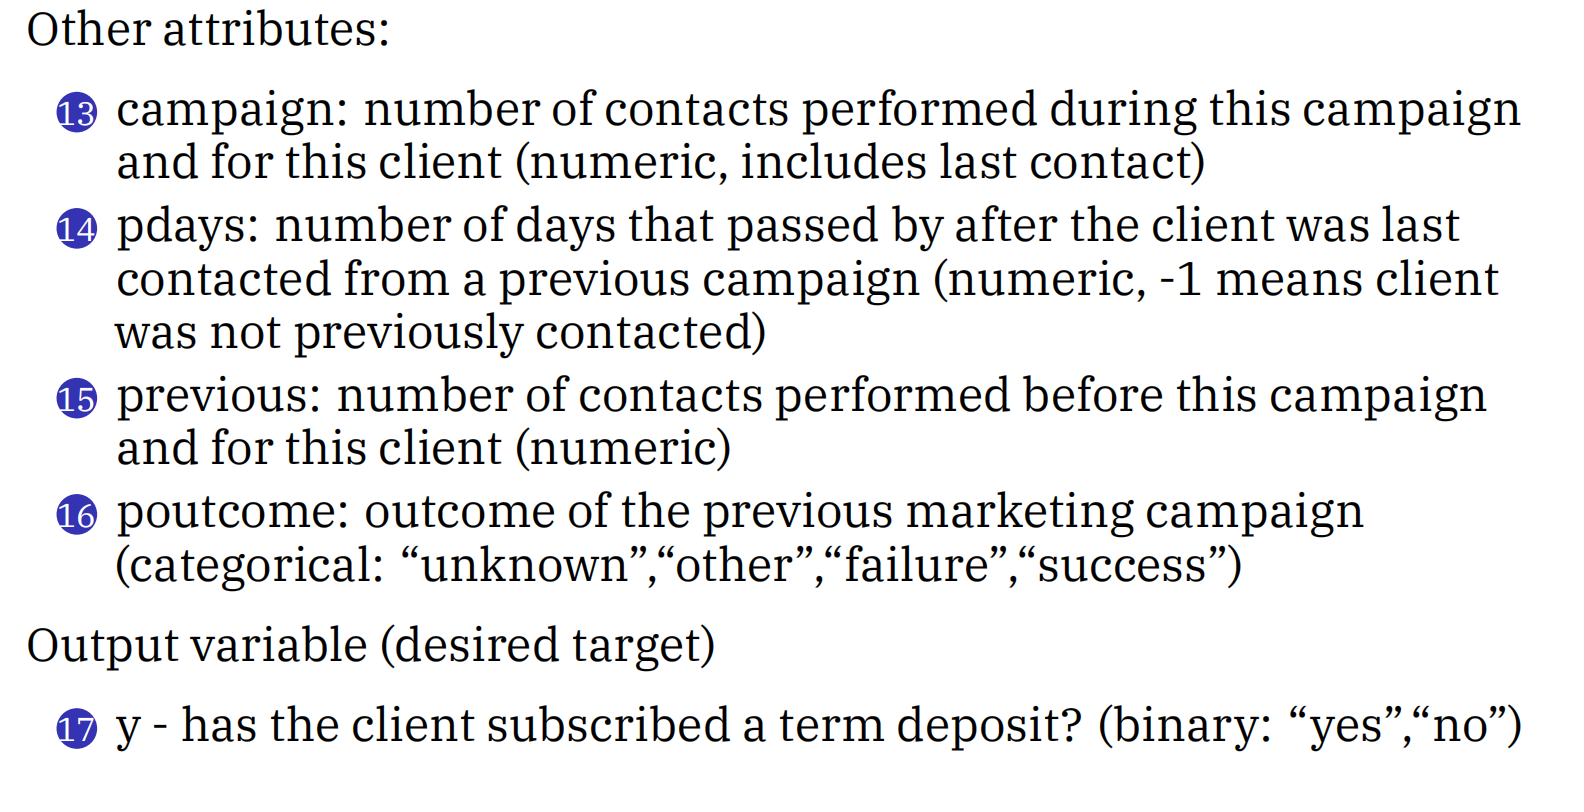 Other attributes:
13 campaign: number of contacts performed during this campaign
and for this client (numeric, includes last contact)
14 pdays: number of days that passed by after the client was last
contacted from a previous campaign (numeric, -1 means client
was not previously contacted)
15 previous: number of contacts performed before this campaign
and for this client (numeric)
16 poutcome: outcome of the previous marketing campaign
(categorical: “unknown”,“other”,“failure”,“success”)
Output variable (desired target)
17 y - has the client subscribed a term deposit? (binary: “yes”,“no”)